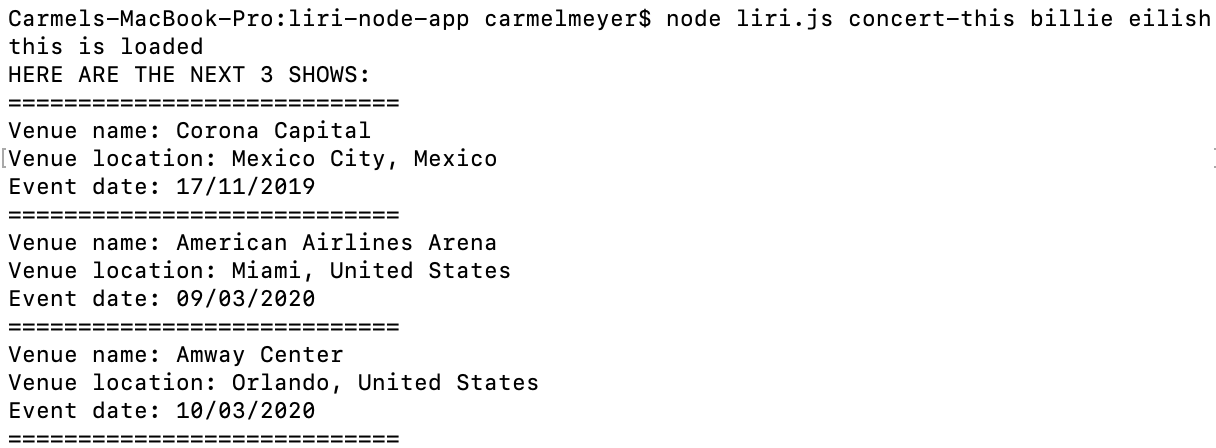 Carmels-MacBook-Pro:liri-node-app carmelmeyer$ node liri.js concert-this billie eilish
this is loaded
HERE ARE THE NEXT 3 SHOWS:
============================
Venue name: Corona Capital
[Venue location: Mexico City, Mexico ]
Event date: 17/11/2019
============================
Venue name: American Airlines Arena
Venue location: Miami, United States
Event date: 09/03/2020
============================
Venue name: Amway Center
Venue location: Orlando, United States
Event date: 10/03/2020
============================